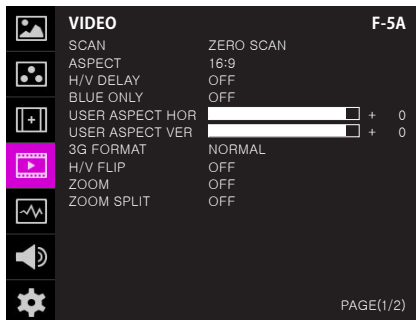 VIDEO F-5A
SCAN ZERO SCAN
ASPECT 16:9
H/V DELAY OFF
BLUE ONLY OFF
USER ASPECT HOR + 0
USER ASPECT VER + 0
3G FORMAT NORMAL
H/V FLIP OFF
ZOOM OFF
ZOOM SPLIT OFF
PAGE(1/2)